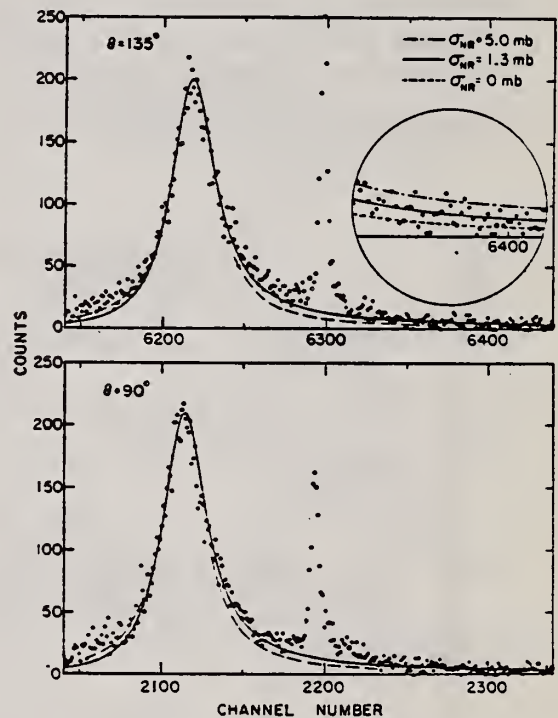 250
θ=135°
–·–·– σNR=5.0 mb
—— σNR=1.3 mb
----- σNR=0 mb
200
150
100
50
0
6400
6200
6300
6400
COUNTS
250
θ=90°
200
150
100
50
0
2100
2200
2300
CHANNEL NUMBER